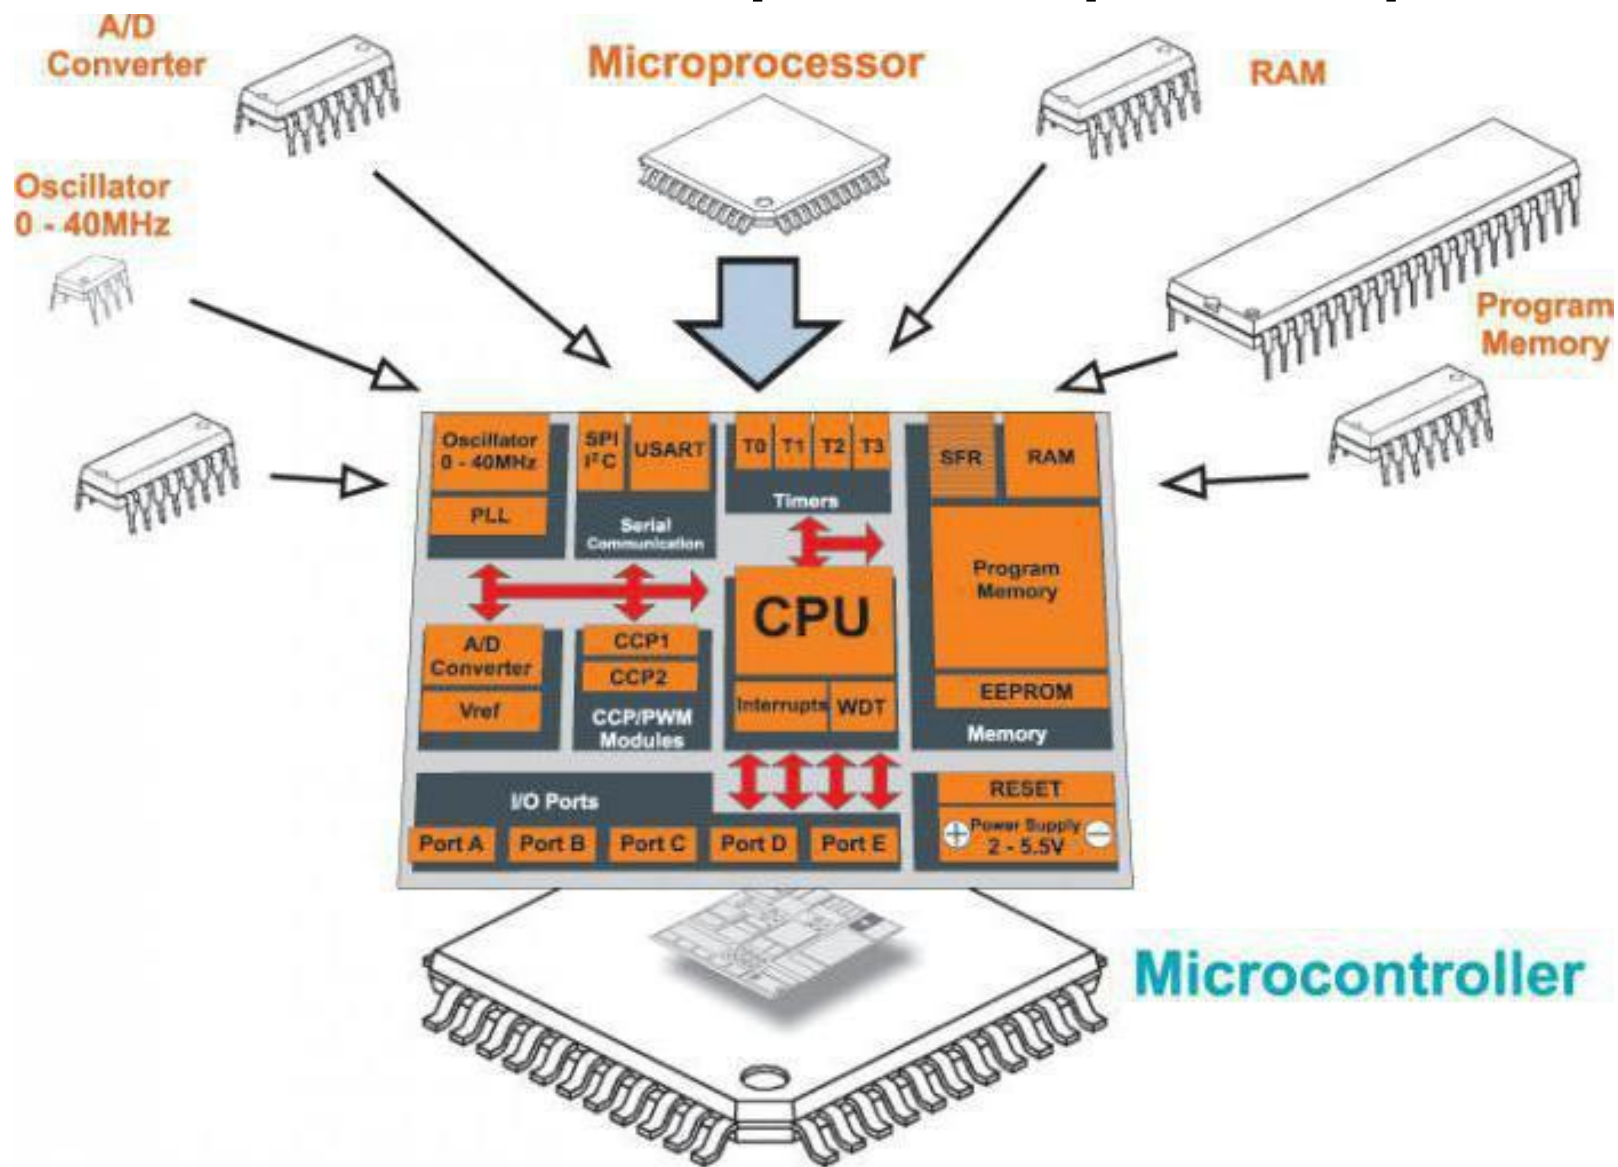 A/D
Converter
Microprocessor
RAM
Oscillator
0 - 40MHz
Program
Memory
Oscillator
0 - 40MHz
PLL
SPI
I²C
USART
Serial
Communication
T0
T1
T2
T3
Timers
SFR
RAM
Program
Memory
EEPROM
Memory
A/D
Converter
Vref
CCP1
CCP2
CCP/PWM
Modules
CPU
Interrupts
WDT
I/O Ports
Port A
Port B
Port C
Port D
Port E
RESET
Power Supply
2 - 5.5V
Microcontroller